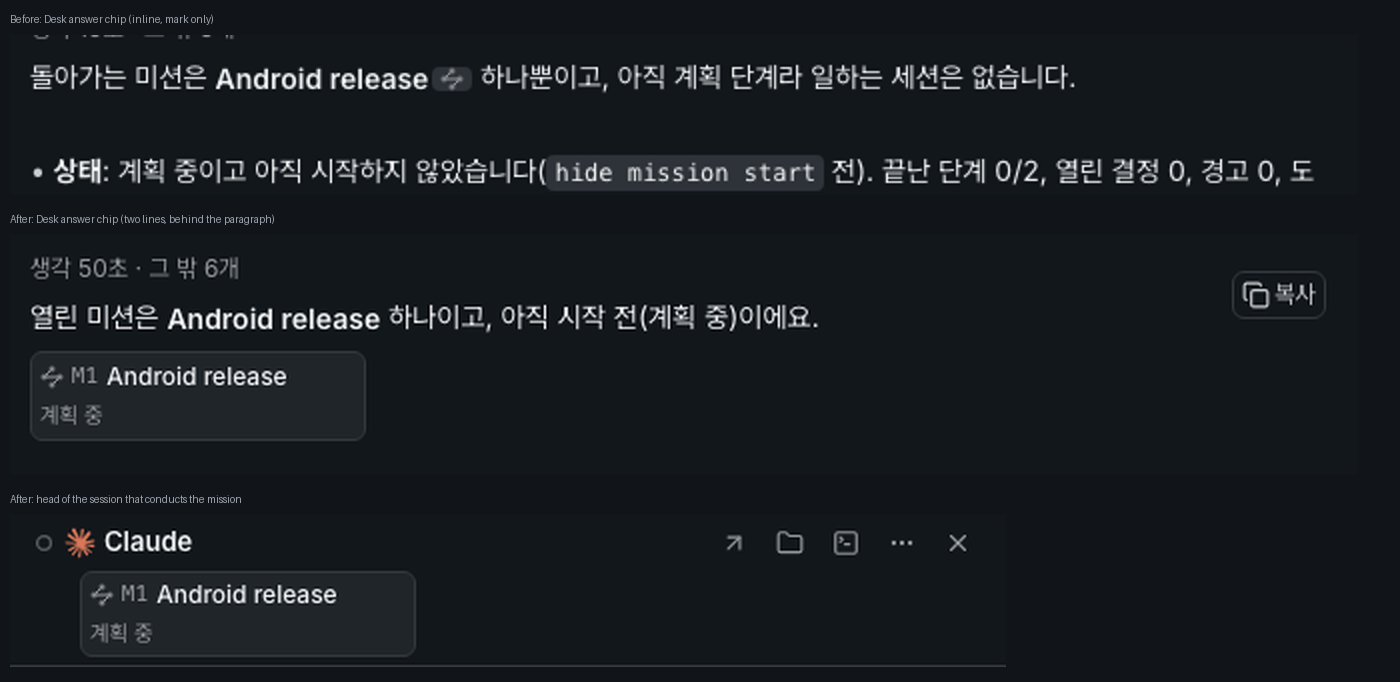 Before: Desk answer chip (inline, mark only)
돌아가는 미션은 Android release 하나뿐이고, 아직 계획 단계라 일하는 세션은 없습니다.
• 상태: 계획 중이고 아직 시작하지 않았습니다(hide mission start 전). 끝난 단계 0/2, 열린 결정 0, 경고 0, 도
After: Desk answer chip (two lines, behind the paragraph)
생각 50초 · 그 밖 6개
복사
열린 미션은 Android release 하나이고, 아직 시작 전(계획 중)이에요.
M1 Android release
계획 중
After: head of the session that conducts the mission
Claude
M1 Android release
계획 중